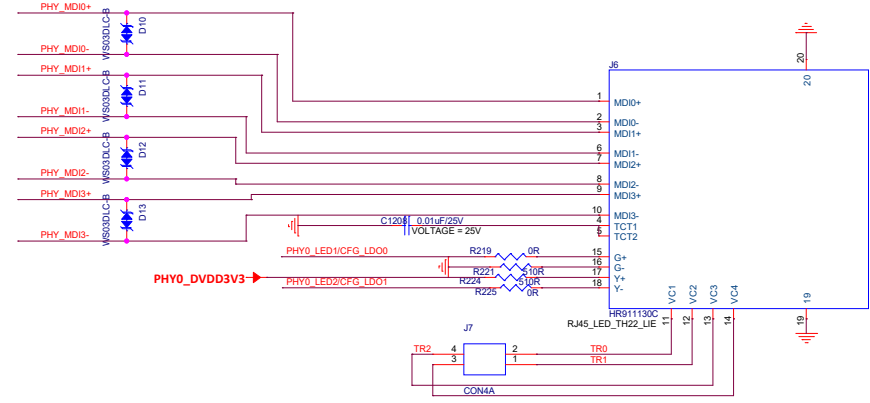 PHY_MDI0+
D10
WS03DLC-B
PHY_MDI0-
PHY_MDI1+
D11
WS03DLC-B
PHY_MDI1-
PHY_MDI2+
D12
WS03DLC-B
PHY_MDI2-
PHY_MDI3+
D13
WS03DLC-B
PHY_MDI3-
J6
20
20
1 MDI0+
2 MDI0-
3 MDI1+
6 MDI1-
7 MDI2+
8 MDI2-
9 MDI3+
10 MDI3-
4 TCT1
5 TCT2
C1208 0.01uF/25V
VOLTAGE = 25V
PHY0_LED1/CFG_LDO0 R219 0R 15 G+
R221 510R 16 G-
PHY0_DVDD3V3 R224 510R 17 Y+
PHY0_LED2/CFG_LDO1 R225 0R 18 Y-
VC1 VC2 VC3 VC4 19
HR911130C
RJ45_LED_TH22_LIE
11 12 13 14 19
J7
TR2 4 2 TR0
3 1 TR1
CON4A